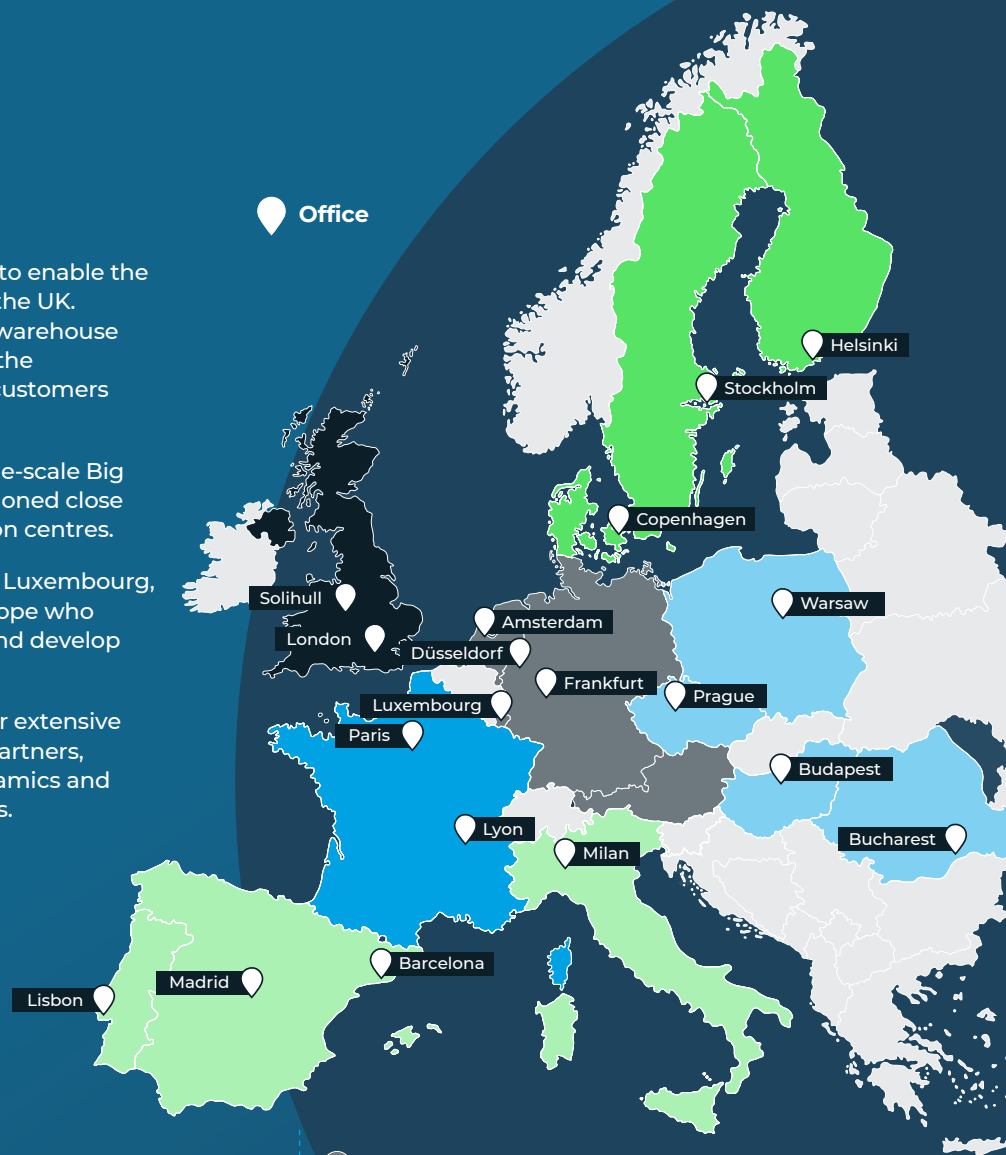 Office
to enable the
the UK.
warehouse
the
customers
e-scale Big
oned close
on centres.
Luxembourg,
ope who
nd develop
r extensive
artners,
amics and
s.
Helsinki
Stockholm
Copenhagen
Solihull
Warsaw
Amsterdam
London
Düsseldorf
Frankfurt
Prague
Luxembourg
Paris
Budapest
Lyon
Bucharest
Milan
Barcelona
Madrid
Lisbon